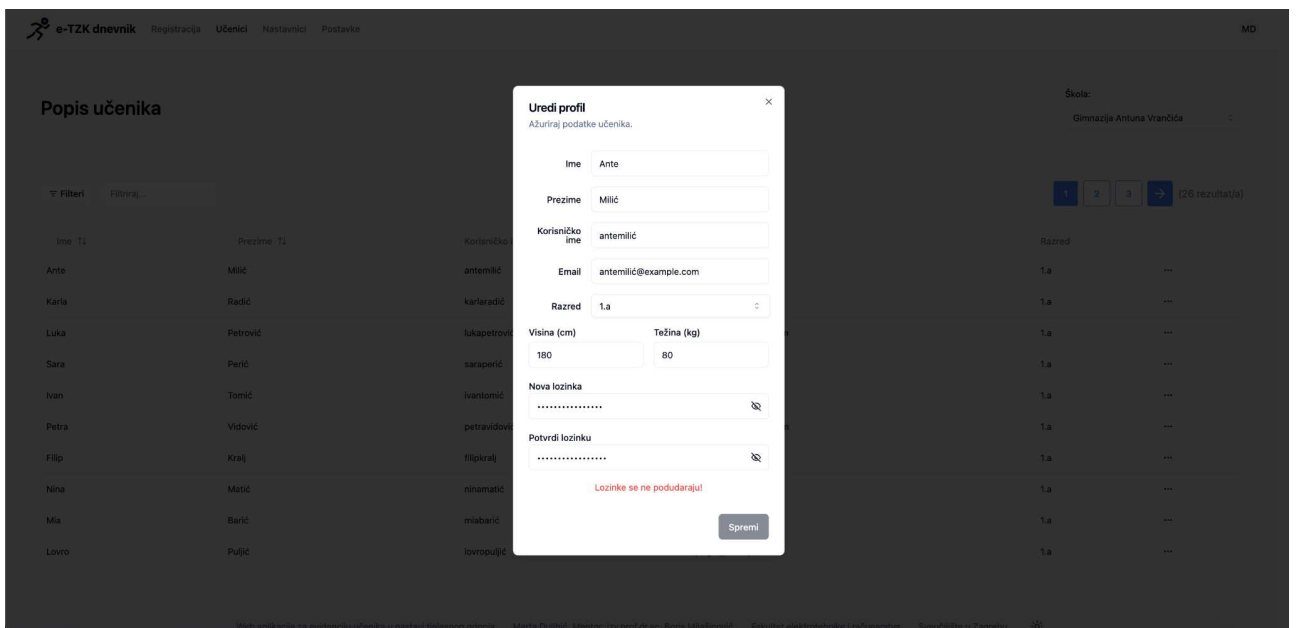 e-TZK dnevnik Registracija Učenici Nastavnici Postavke MD
Popis učenika
Škola:
Gimnazija Antuna Vrančića
Filteri Filtriraj... 1 2 3 → (26 rezultat/a)
Ime ↑↓ Prezime ↑↓ Korisničko Razred
Ante Milić antemilić 1.a ...
Karla Radić karlaradić 1.a ...
Luka Petrović lukapetrović 1.a ...
Sara Perić saraperić 1.a ...
Ivan Tomić ivantomić 1.a ...
Petra Vidović petravidović 1.a ...
Filip Kralj filipkralj 1.a ...
Nina Matić ninamatić 1.a ...
Mia Barić miabarić 1.a ...
Lovro Puljić lovropuljić 1.a ...
Uredi profil ×
Ažuriraj podatke učenika.
Ime Ante
Prezime Milić
Korisničko
ime antemilić
Email antemilić@example.com
Razred 1.a
Visina (cm) Težina (kg)
180 80
Nova lozinka
••••••••••••••••
Potvrdi lozinku
•••••••••••••••••
Lozinke se ne podudaraju!
Spremi